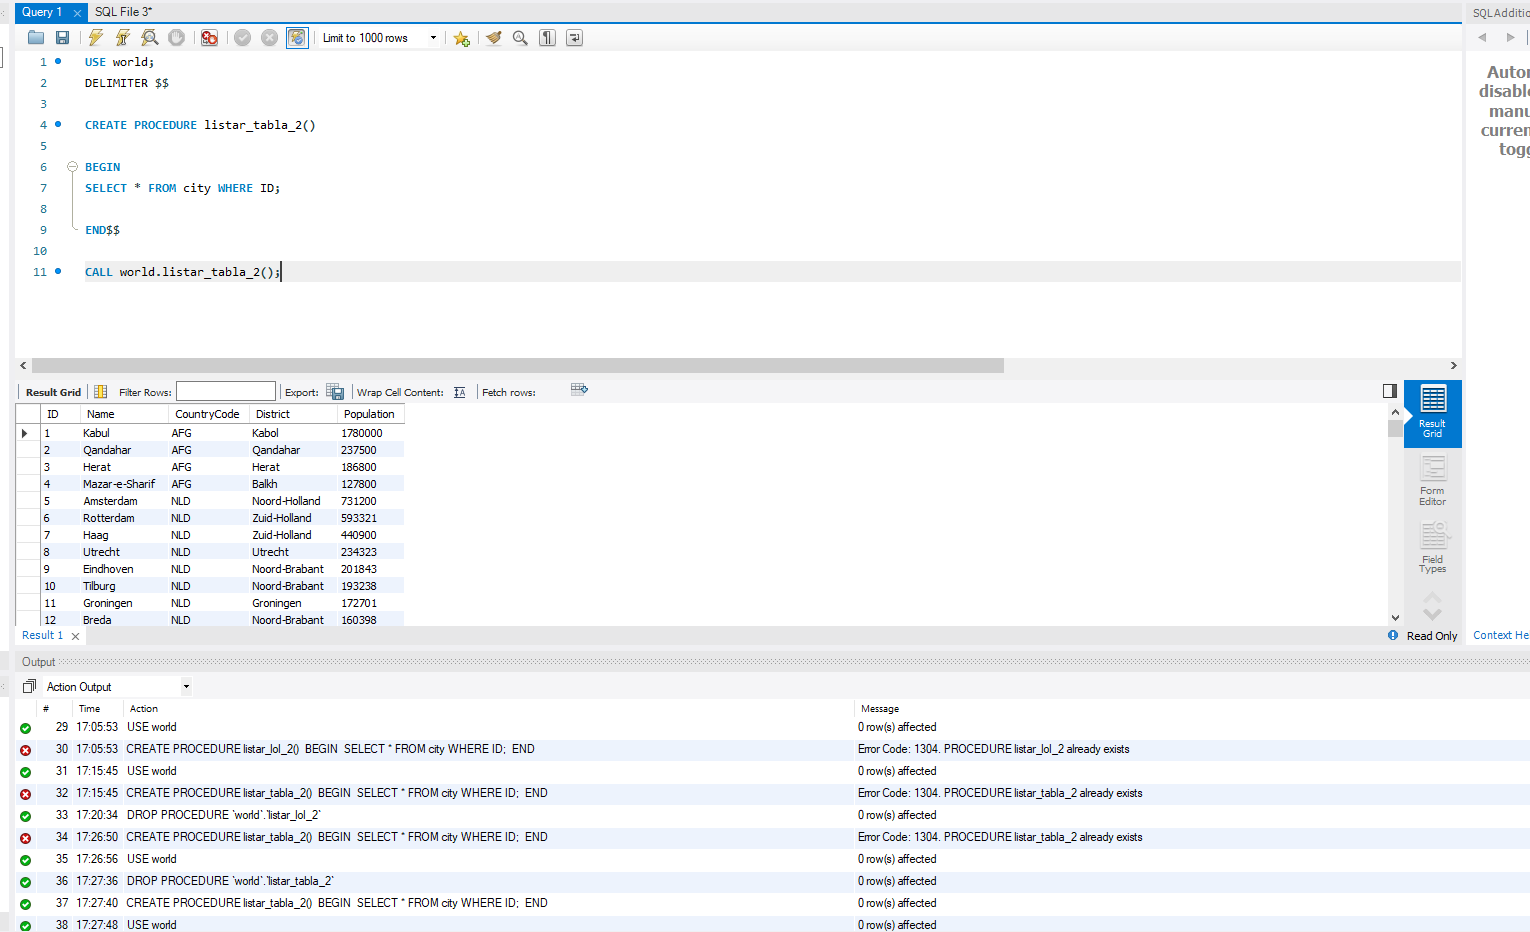 Query 1
SQL File 3*
SQLAdditio
Limit to 1000 rows
1 USE world;
2 DELIMITER $$
3
4 CREATE PROCEDURE listar_tabla_2()
5
6 BEGIN
7 SELECT * FROM city WHERE ID;
8
9 END$$
10
11 CALL world.listar_tabla_2();
Autor
disable
manu
curren
togg
Result Grid Filter Rows: Export: Wrap Cell Content: Fetch rows:
ID Name CountryCode District Population
1 Kabul AFG Kabol 1780000
2 Qandahar AFG Qandahar 237500
3 Herat AFG Herat 186800
4 Mazar-e-Sharif AFG Balkh 127800
5 Amsterdam NLD Noord-Holland 731200
6 Rotterdam NLD Zuid-Holland 593321
7 Haag NLD Zuid-Holland 440900
8 Utrecht NLD Utrecht 234323
9 Eindhoven NLD Noord-Brabant 201843
10 Tilburg NLD Noord-Brabant 193238
11 Groningen NLD Groningen 172701
12 Breda NLD Noord-Brabant 160398
Result
Grid
Form
Editor
Field
Types
Result 1
Read Only
Context He
Output
Action Output
# Time Action Message
29 17:05:53 USE world 0 row(s) affected
30 17:05:53 CREATE PROCEDURE listar_lol_2() BEGIN SELECT * FROM city WHERE ID; END Error Code: 1304. PROCEDURE listar_lol_2 already exists
31 17:15:45 USE world 0 row(s) affected
32 17:15:45 CREATE PROCEDURE listar_tabla_2() BEGIN SELECT * FROM city WHERE ID; END Error Code: 1304. PROCEDURE listar_tabla_2 already exists
33 17:20:34 DROP PROCEDURE `world`.`listar_lol_2` 0 row(s) affected
34 17:26:50 CREATE PROCEDURE listar_tabla_2() BEGIN SELECT * FROM city WHERE ID; END Error Code: 1304. PROCEDURE listar_tabla_2 already exists
35 17:26:56 USE world 0 row(s) affected
36 17:27:36 DROP PROCEDURE `world`.`listar_tabla_2` 0 row(s) affected
37 17:27:40 CREATE PROCEDURE listar_tabla_2() BEGIN SELECT * FROM city WHERE ID; END 0 row(s) affected
38 17:27:48 USE world 0 row(s) affected